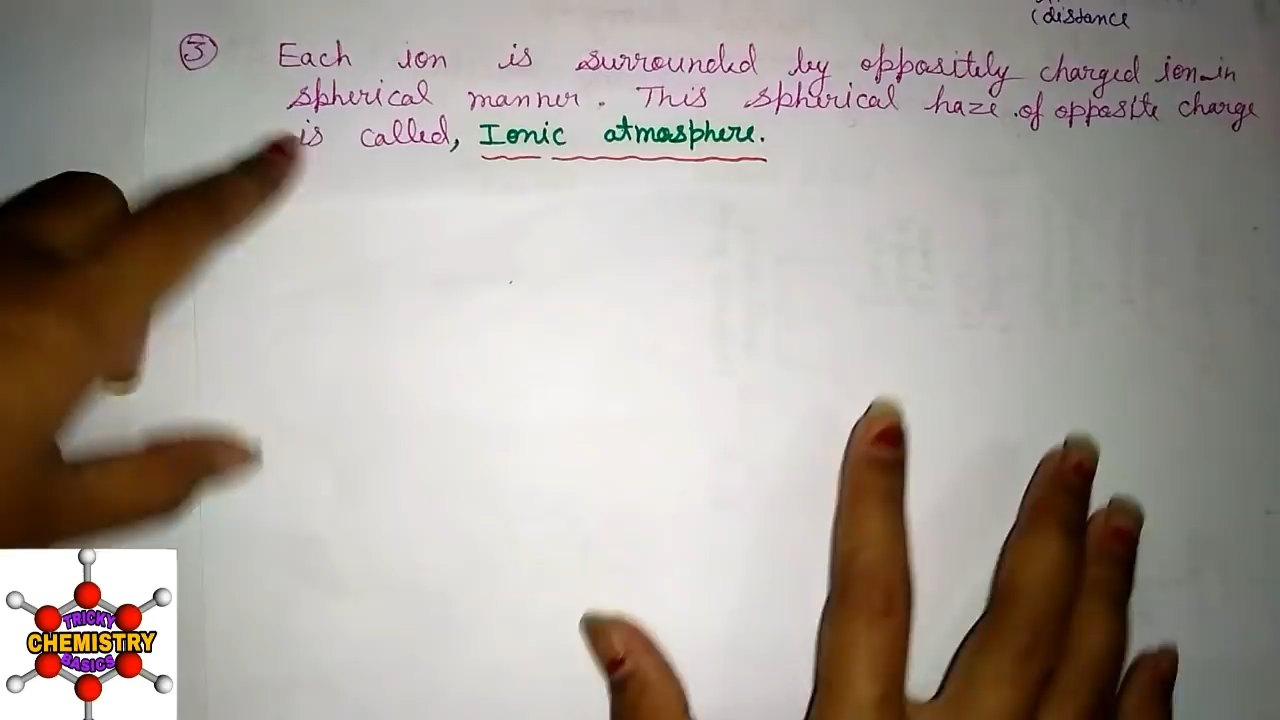 (distance
③ Each ion is surrounded by oppositely charged ion in
spherical manner. This spherical haze of opposite charge
is called, Ionic atmosphere.
TRICKY
CHEMISTRY
BASICS